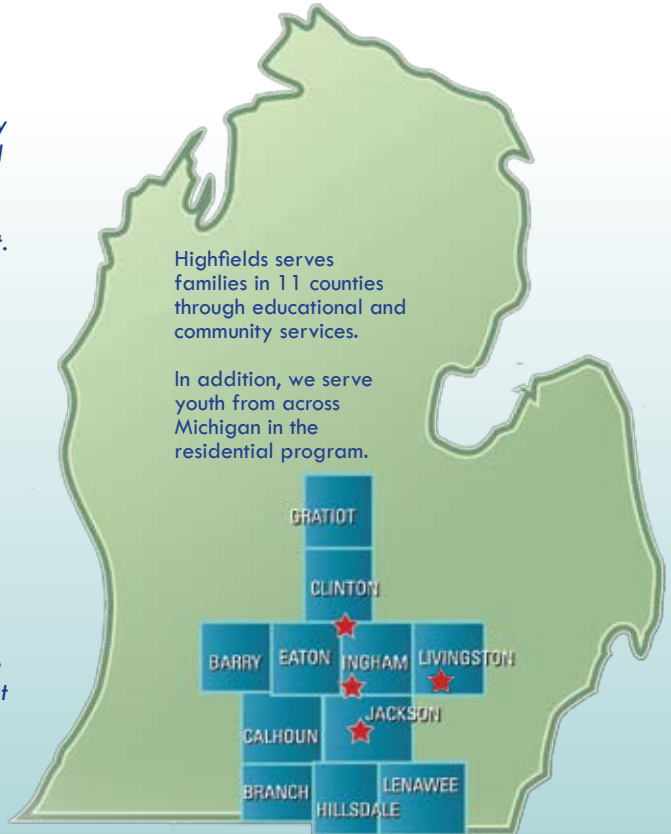 Highfields serves
families in 11 counties
through educational and
community services.
In addition, we serve
youth from across
Michigan in the
residential program.
GRATIOT
CLINTON
BARRY
EATON
INGHAM
LIVINGSTON
CALHOUN
JACKSON
BRANCH
HILLSDALE
LENAWEE